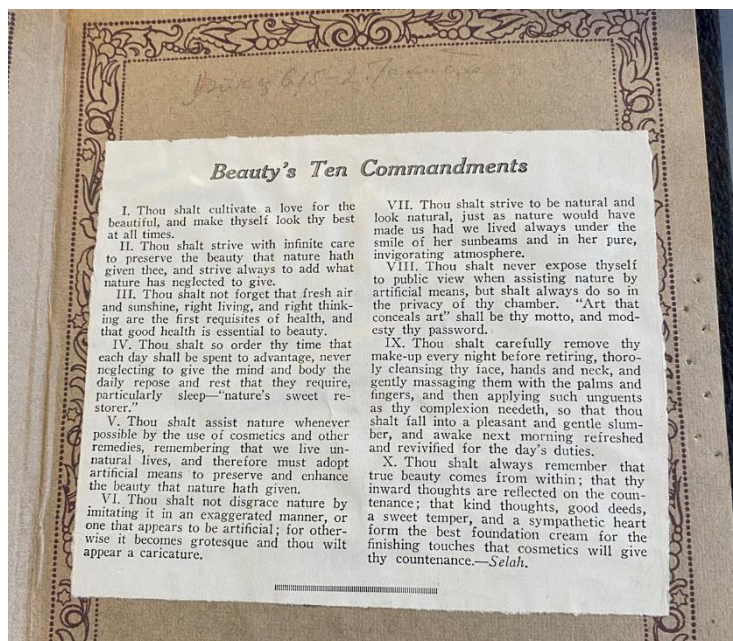 Beauty's Ten Commandments
I. Thou shalt cultivate a love for the
beautiful, and make thyself look thy best
at all times.
II. Thou shalt strive with infinite care
to preserve the beauty that nature hath
given thee, and strive always to add what
nature has neglected to give.
III. Thou shalt not forget that fresh air
and sunshine, right living, and right think-
ing are the first requisites of health, and
that good health is essential to beauty.
IV. Thou shalt so order thy time that
each day shall be spent to advantage, never
neglecting to give the mind and body the
daily repose and rest that they require,
particularly sleep—"nature's sweet re-
storer."
V. Thou shalt assist nature whenever
possible by the use of cosmetics and other
remedies, remembering that we live un-
natural lives, and therefore must adopt
artificial means to preserve and enhance
the beauty that nature hath given.
VI. Thou shalt not disgrace nature by
imitating it in an exaggerated manner, or
one that appears to be artificial; for other-
wise it becomes grotesque and thou wilt
appear a caricature.
VII. Thou shalt strive to be natural and
look natural, just as nature would have
made us had we lived always under the
smile of her sunbeams and in her pure,
invigorating atmosphere.
VIII. Thou shalt never expose thyself
to public view when assisting nature by
artificial means, but shalt always do so in
the privacy of thy chamber. "Art that
conceals art" shall be thy motto, and mod-
esty thy password.
IX. Thou shalt carefully remove thy
make-up every night before retiring, thoro-
ly cleansing thy face, hands and neck, and
gently massaging them with the palms and
fingers, and then applying such unguents
as thy complexion needeth, so that thou
shalt fall into a pleasant and gentle slum-
ber, and awake next morning refreshed
and revivified for the day's duties.
X. Thou shalt always remember that
true beauty comes from within; that thy
inward thoughts are reflected on the coun-
tenance; that kind thoughts, good deeds,
a sweet temper, and a sympathetic heart
form the best foundation cream for the
finishing touches that cosmetics will give
thy countenance.—Selah.